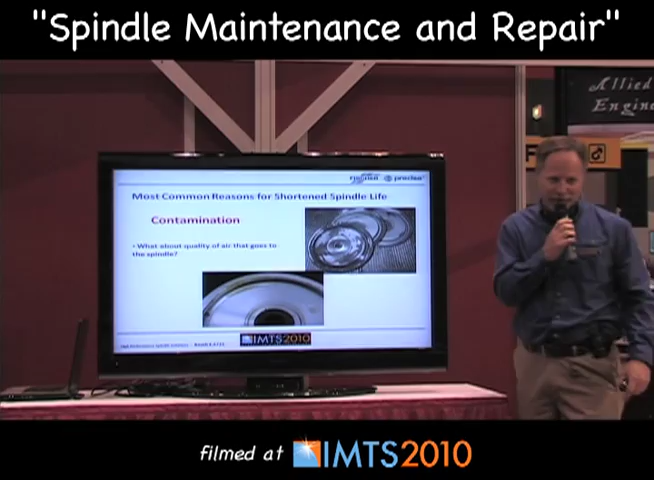 "Spindle Maintenance and Repair"
Allied
Engine
precise
Most Common Reasons for Shortened Spindle Life
Contamination
• What about quality of air that goes to
the spindle?
IMTS2010
filmed at IMTS2010